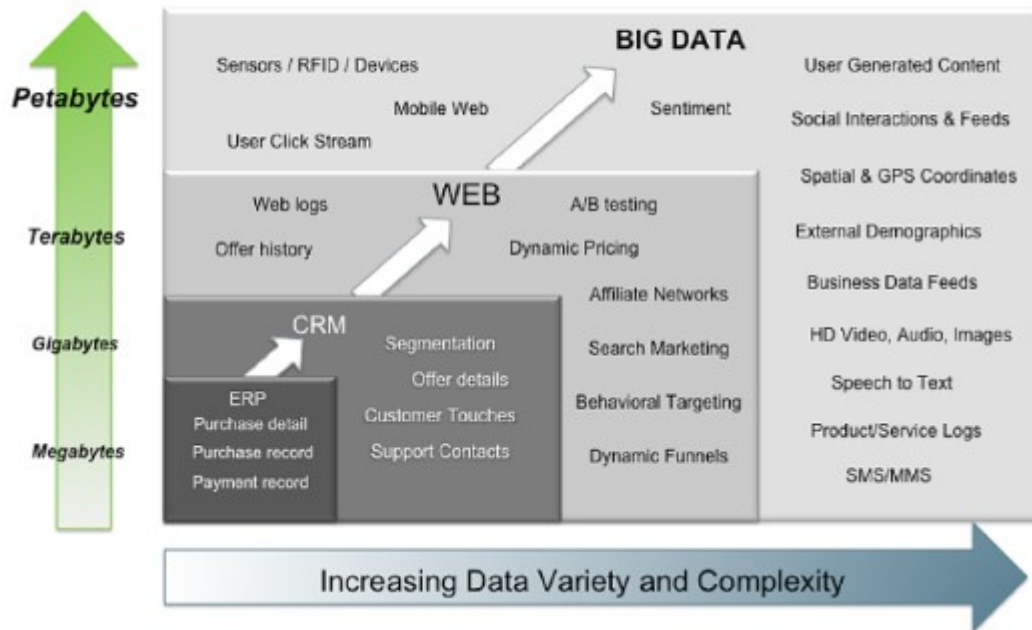 BIG DATA
Sensors / RFID / Devices
User Generated Content
Petabytes
Mobile Web
Sentiment
Social Interactions & Feeds
User Click Stream
Spatial & GPS Coordinates
WEB
Web logs
A/B testing
Terabytes
External Demographics
Offer history
Dynamic Pricing
Business Data Feeds
Affiliate Networks
CRM
HD Video, Audio, Images
Gigabytes
Segmentation
Search Marketing
Offer details
Speech to Text
ERP
Behavioral Targeting
Purchase detail
Customer Touches
Product/Service Logs
Megabytes
Purchase record
Support Contacts
Dynamic Funnels
SMS/MMS
Payment record
Increasing Data Variety and Complexity